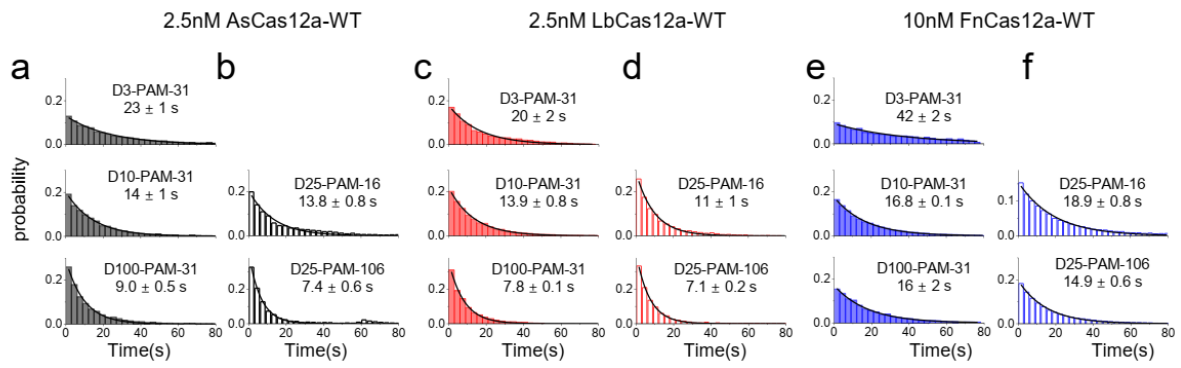 2.5nM AsCas12a-WT
2.5nM LbCas12a-WT
10nM FnCas12a-WT
a
b
c
d
e
f
probability
D3-PAM-31
23 ± 1 s
0.2
0.0
D10-PAM-31
14 ± 1 s
0.2
0.0
D100-PAM-31
9.0 ± 0.5 s
0.2
0.0
0 20 40 60 80
Time(s)
D25-PAM-16
13.8 ± 0.8 s
0.2
0.0
D25-PAM-106
7.4 ± 0.6 s
0.2
0.0
0 20 40 60 80
Time(s)
D3-PAM-31
20 ± 2 s
0.2
0.0
D10-PAM-31
13.9 ± 0.8 s
0.2
0.0
D100-PAM-31
7.8 ± 0.1 s
0.2
0.0
0 20 40 60 80
Time(s)
D25-PAM-16
11 ± 1 s
0.2
0.0
D25-PAM-106
7.1 ± 0.2 s
0.2
0.0
0 20 40 60 80
Time(s)
D3-PAM-31
42 ± 2 s
0.2
0.0
D10-PAM-31
16.8 ± 0.1 s
0.2
0.0
D100-PAM-31
16 ± 2 s
0.2
0.0
0 20 40 60 80
Time(s)
D25-PAM-16
18.9 ± 0.8 s
0.1
0.0
D25-PAM-106
14.9 ± 0.6 s
0.2
0.0
0 20 40 60 80
Time(s)